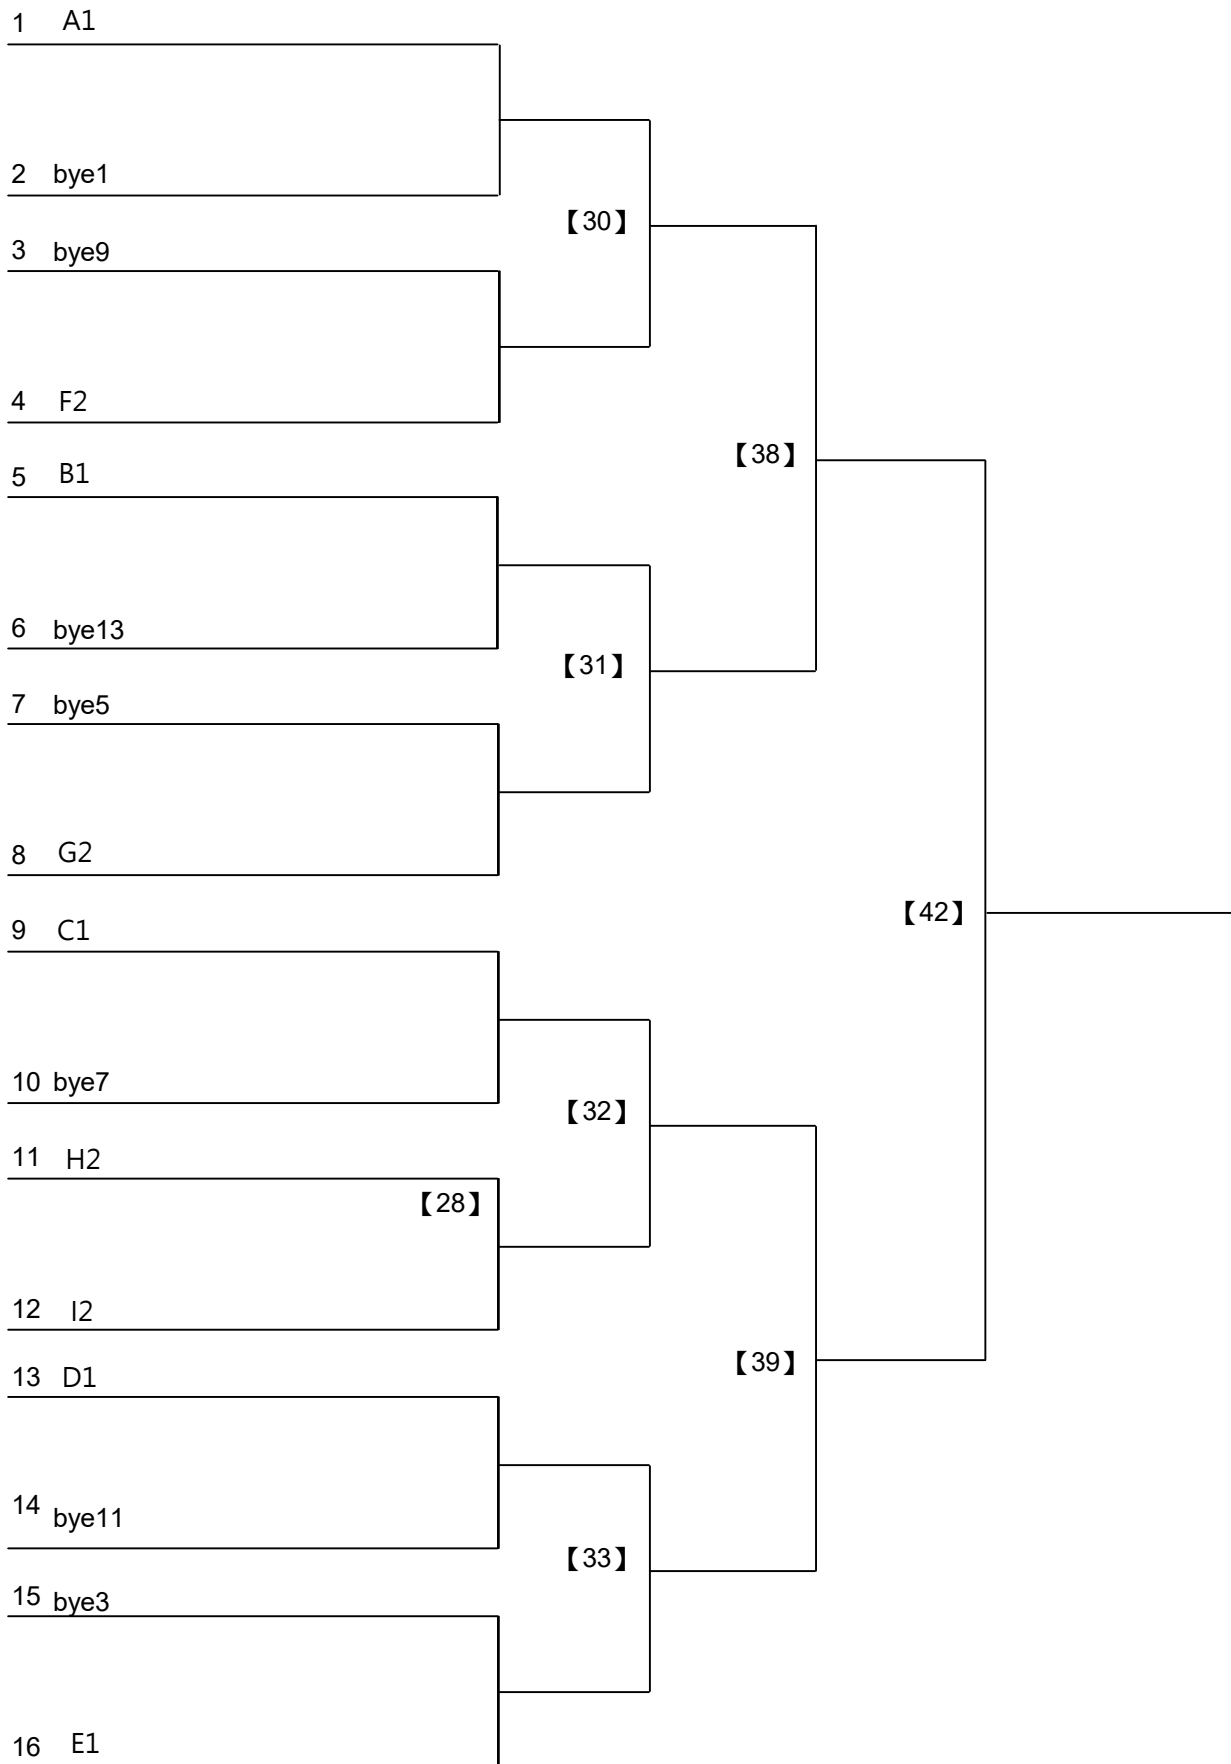 1 A1
2 bye1
【30】
3 bye9
4 F2
【38】
5 B1
6 bye13
【31】
7 bye5
8 G2
【42】
9 C1
10 bye7
【32】
11 H2
【28】
12 I2
【39】
13 D1
14 bye11
【33】
15 bye3
16 E1